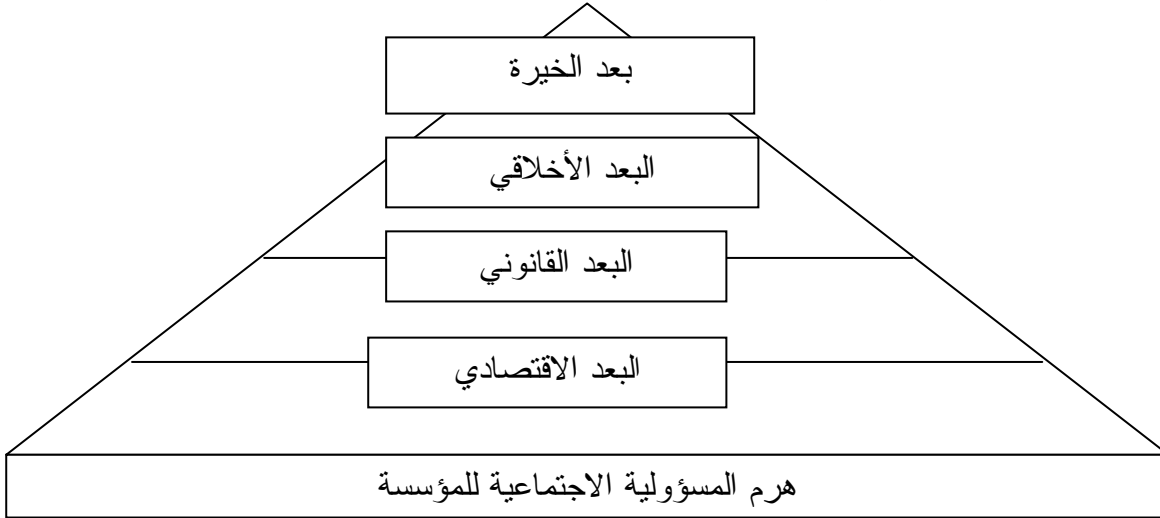 بعد الخيرة
البعد الأخلاقي
البعد القانوني
البعد الاقتصادي
هرم المسؤولية الاجتماعية للمؤسسة